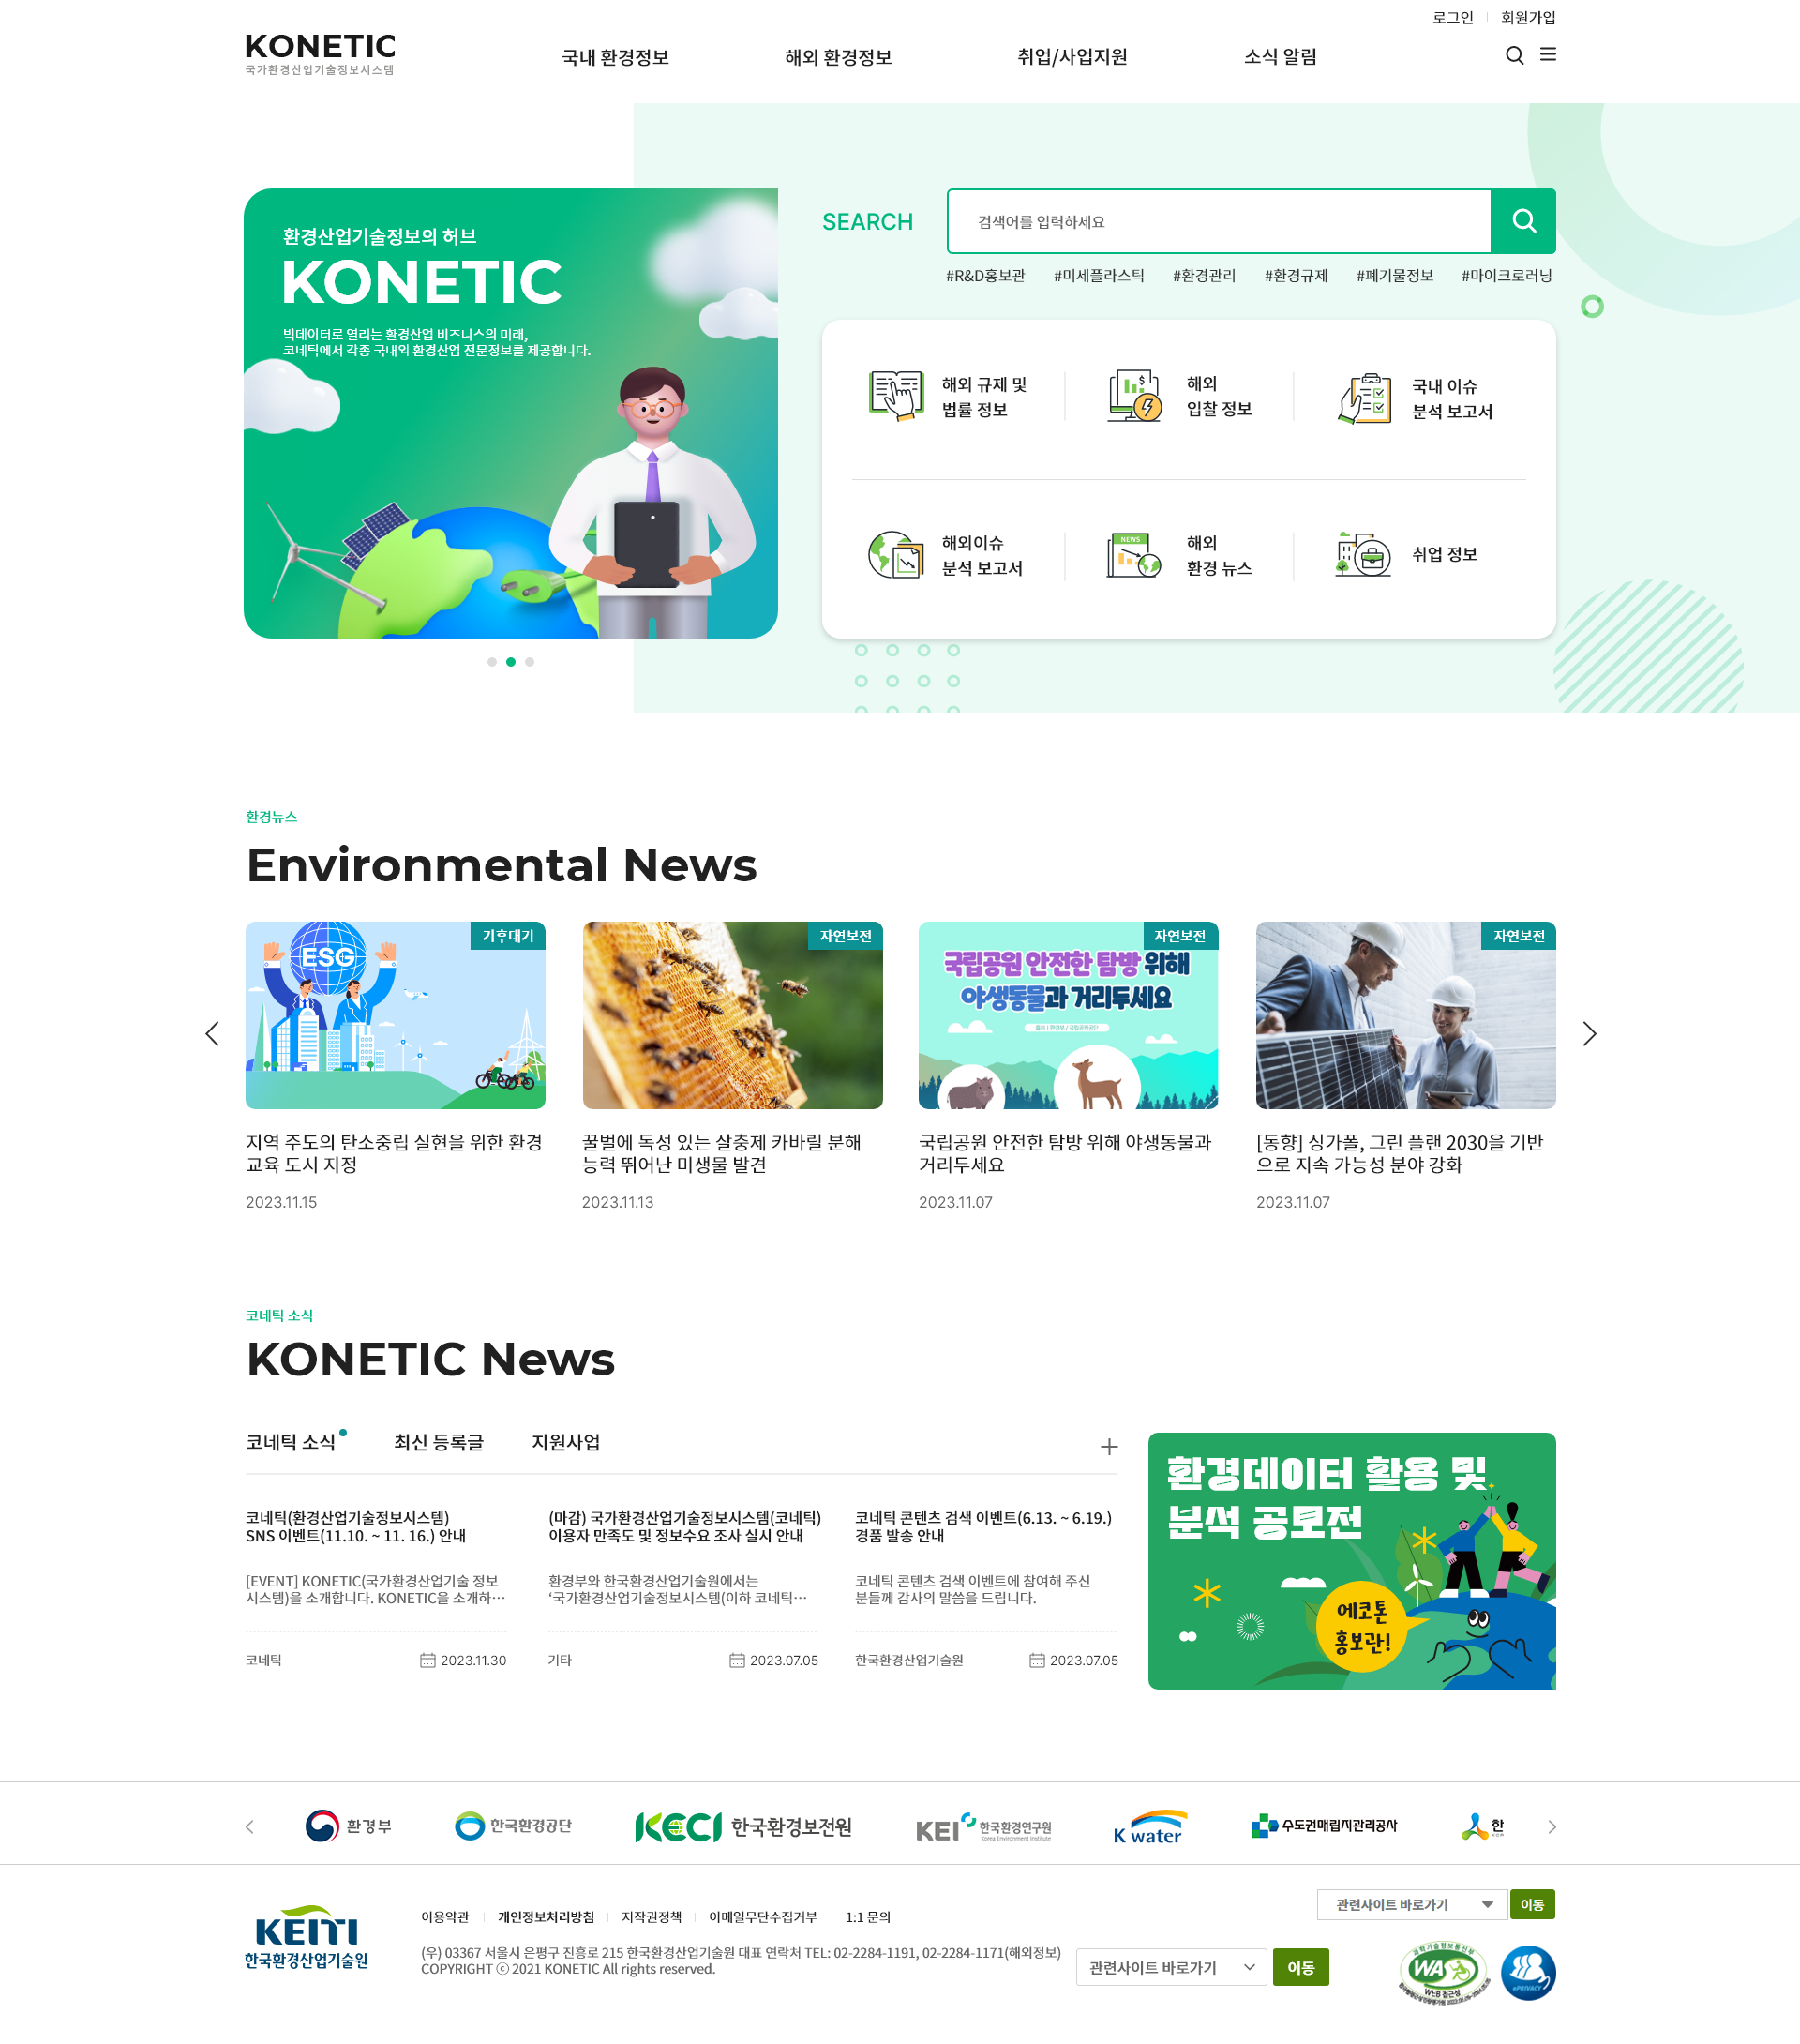 로그인
회원가입
KONETIC
국가환경산업기술정보시스템
국내 환경정보
해외 환경정보
취업/사업지원
소식 알림
환경산업기술정보의 허브
KONETIC
빅데이터로 열리는 환경산업 비즈니스의 미래,
코네틱에서 각종 국내외 환경산업 전문정보를 제공합니다.
SEARCH
검색어를 입력하세요
#R&D홍보관
#미세플라스틱
#환경관리
#환경규제
#폐기물정보
#마이크로러닝
해외 규제 및
법률 정보
해외
입찰 정보
국내 이슈
분석 보고서
해외이슈
분석 보고서
NEWS
해외
환경 뉴스
취업 정보
환경뉴스
Environmental News
ESG
기후대기
자연보전
국립공원 안전한 탐방 위해
야생동물과 거리두세요
출처 | 환경부 / 국립공원공단
자연보전
자연보전
지역 주도의 탄소중립 실현을 위한 환경
교육 도시 지정
2023.11.15
꿀벌에 독성 있는 살충제 카바릴 분해
능력 뛰어난 미생물 발견
2023.11.13
국립공원 안전한 탐방 위해 야생동물과
거리두세요
2023.11.07
[동향] 싱가폴, 그린 플랜 2030을 기반
으로 지속 가능성 분야 강화
2023.11.07
코네틱 소식
KONETIC News
코네틱 소식
최신 등록글
지원사업
코네틱(환경산업기술정보시스템)
SNS 이벤트(11.10. ~ 11. 16.) 안내
[EVENT] KONETIC(국가환경산업기술 정보
시스템)을 소개합니다. KONETIC을 소개하…
코네틱
2023.11.30
(마감) 국가환경산업기술정보시스템(코네틱)
이용자 만족도 및 정보수요 조사 실시 안내
환경부와 한국환경산업기술원에서는
‘국가환경산업기술정보시스템(이하 코네틱…
기타
2023.07.05
코네틱 콘텐츠 검색 이벤트(6.13. ~ 6.19.)
경품 발송 안내
코네틱 콘텐츠 검색 이벤트에 참여해 주신
분들께 감사의 말씀을 드립니다.
한국환경산업기술원
2023.07.05
환경데이터 활용 및
분석 공모전
에코톤
홍보관!
환경부
한국환경공단
KECI 한국환경보전원
KEI 한국환경연구원
Korea Environment Institute
K water
수도권매립지관리공사
한
KEITI
한국환경산업기술원
이용약관
개인정보처리방침
저작권정책
이메일무단수집거부
1:1 문의
(우) 03367 서울시 은평구 진흥로 215 한국환경산업기술원 대표 연락처 TEL: 02-2284-1191, 02-2284-1171(해외정보)
COPYRIGHT ⓒ 2021 KONETIC All rights reserved.
관련사이트 바로가기
이동
관련사이트 바로가기
이동
과학기술정보통신부
WA
WEB 접근성
ePRIVACY